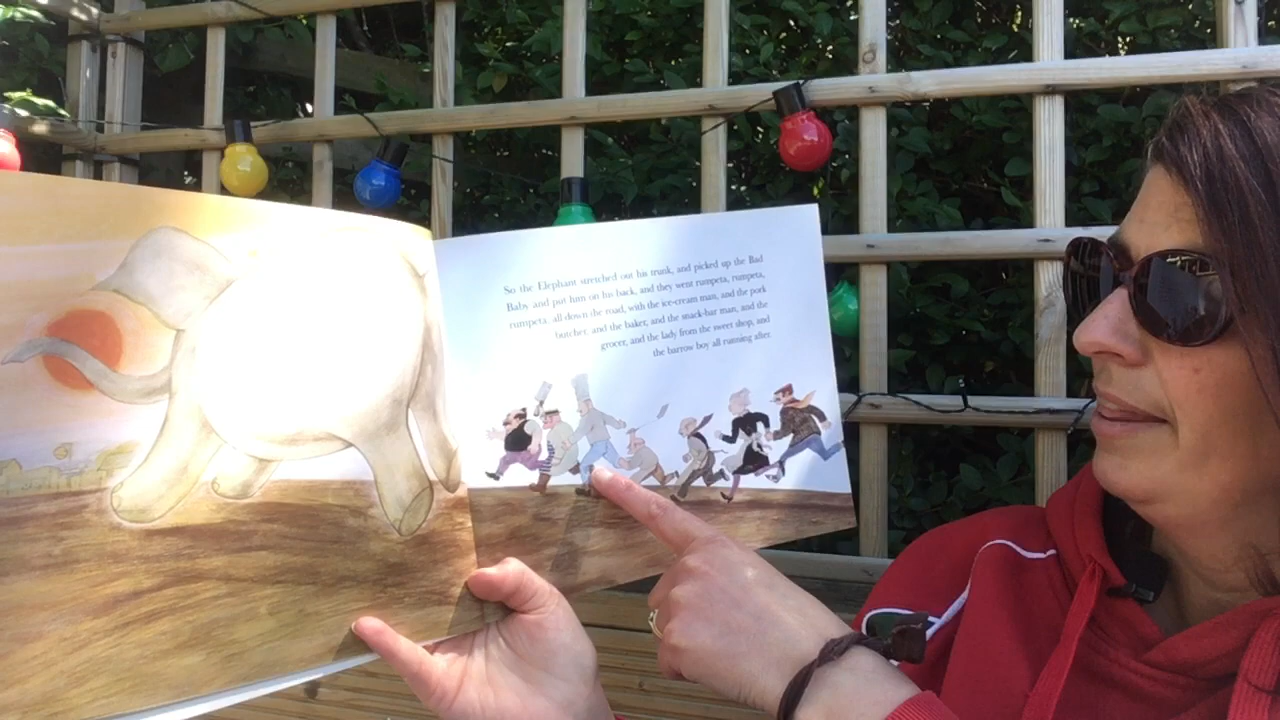 So the Elephant stretched out his trunk, and picked up the Bad
Baby and put him on his back, and they went rumpeta, rumpeta,
rumpeta, all down the road, with the ice-cream man, and the pork
butcher, and the baker, and the snack-bar man, and the
grocer, and the lady from the sweet shop, and
the barrow boy all running after.